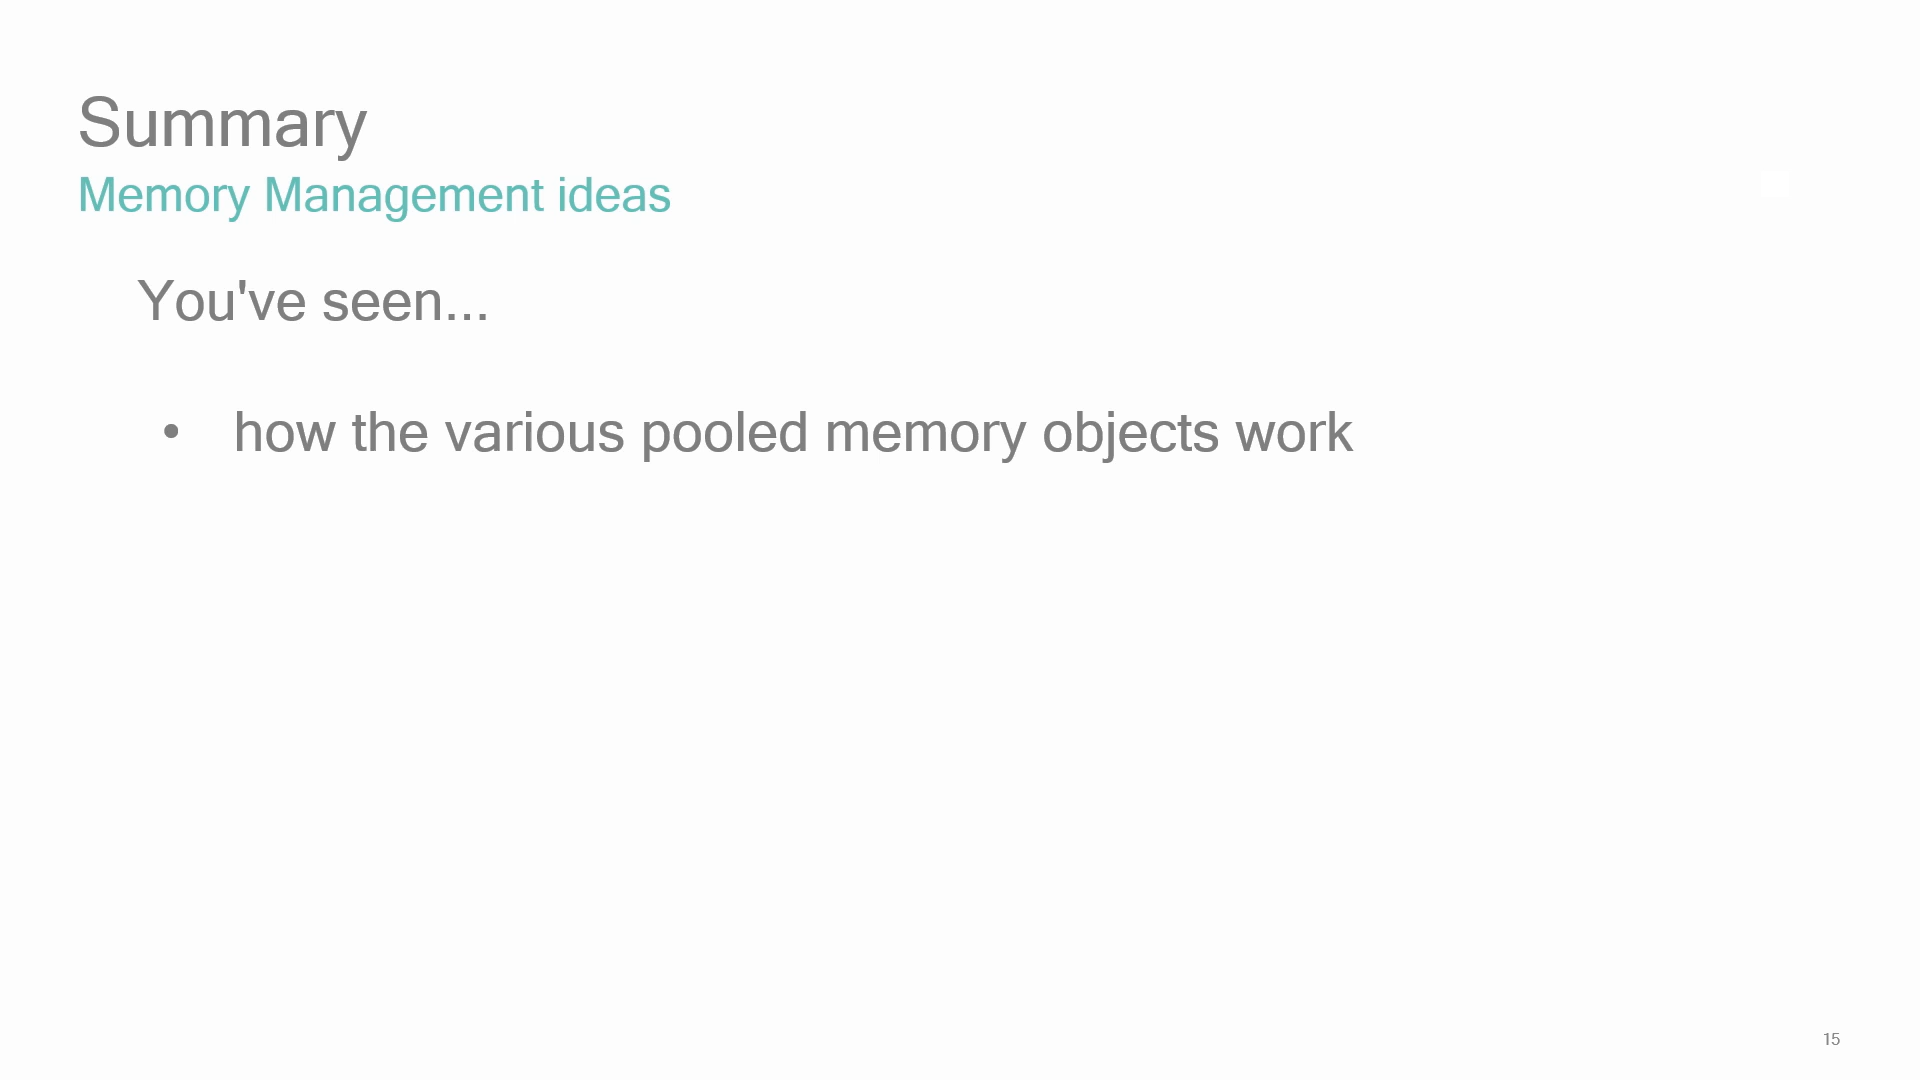 Summary
Memory Management ideas
You've seen...
• how the various pooled memory objects work
15